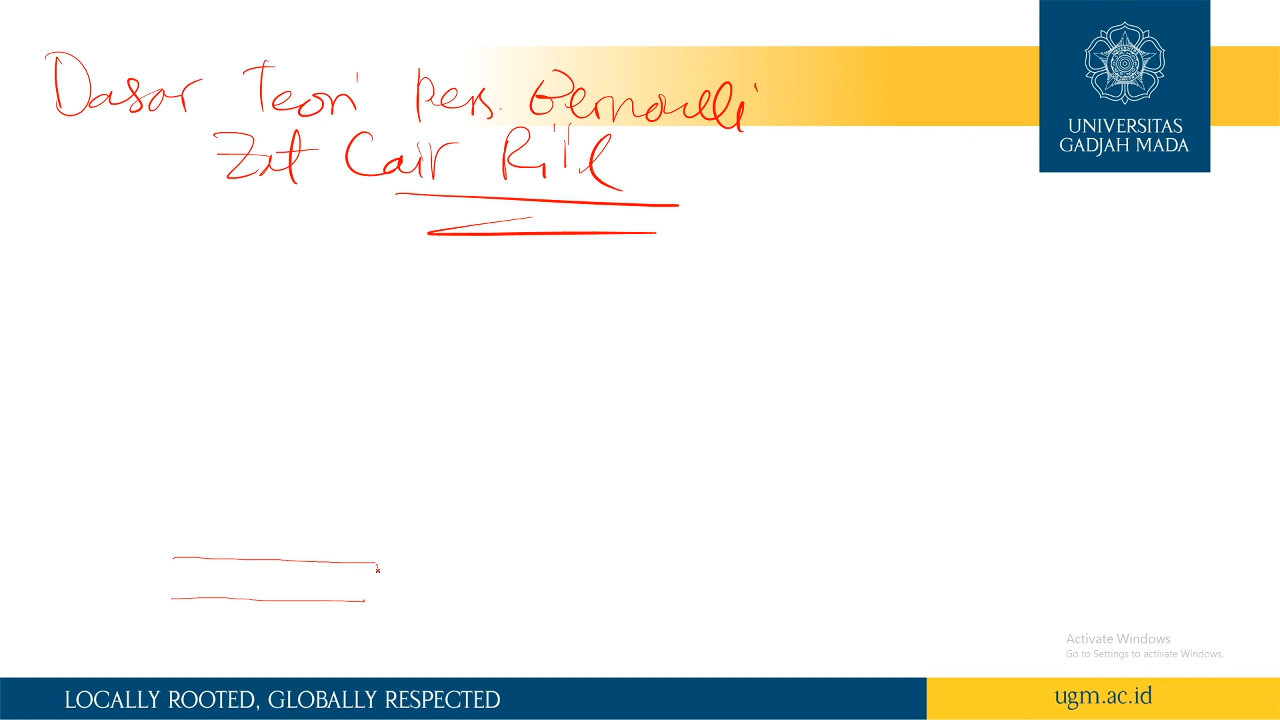 Dasar Teori Pers. Bernoulli
Zat Cair Riil
UNIVERSITAS
GADJAH MADA
Activate Windows
Go to Settings to activate Windows.
LOCALLY ROOTED, GLOBALLY RESPECTED
ugm.ac.id